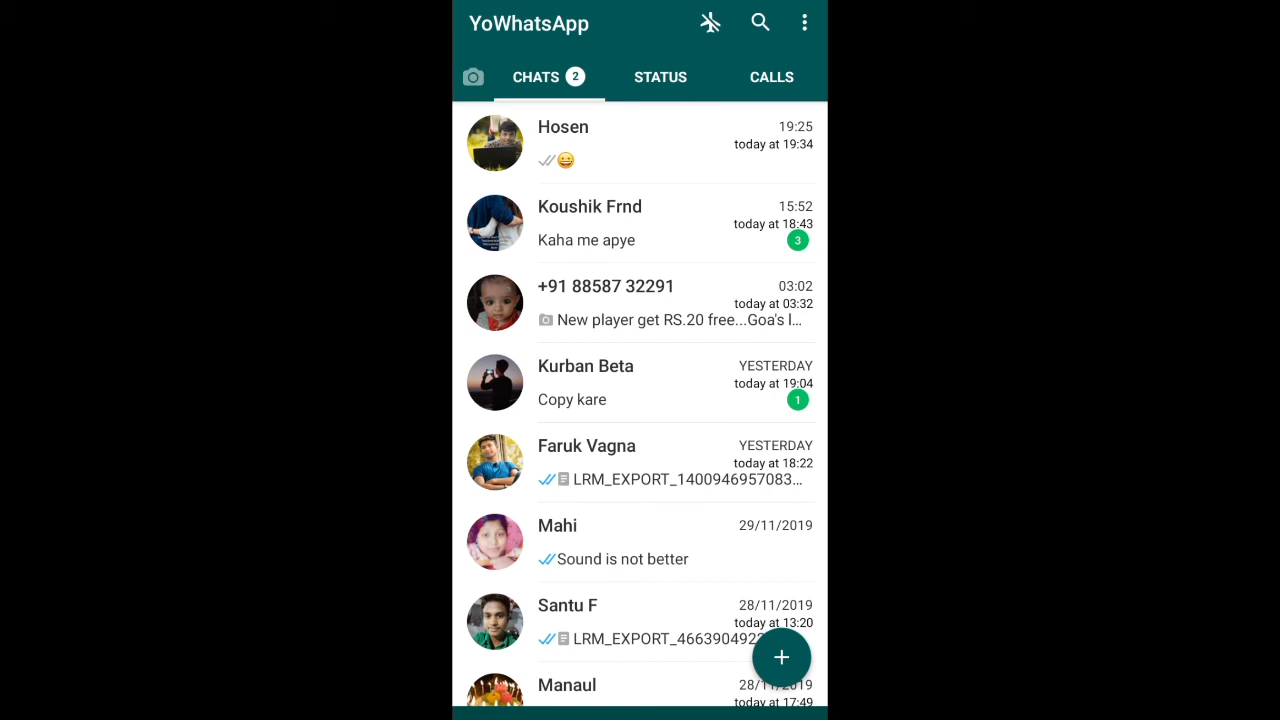 YoWhatsApp
CHATS 2 STATUS CALLS
Hosen 19:25
today at 19:34
😀
Koushik Frnd 15:52
today at 18:43
Kaha me apye 3
+91 88587 32291 03:02
today at 03:32
New player get RS.20 free...Goa's l...
Kurban Beta YESTERDAY
today at 19:04
Copy kare 1
Faruk Vagna YESTERDAY
today at 18:22
LRM_EXPORT_1400946957083...
Mahi 29/11/2019
Sound is not better
Santu F 28/11/2019
today at 13:20
LRM_EXPORT_466390492
Manaul 28/11/2019
today at 17:49